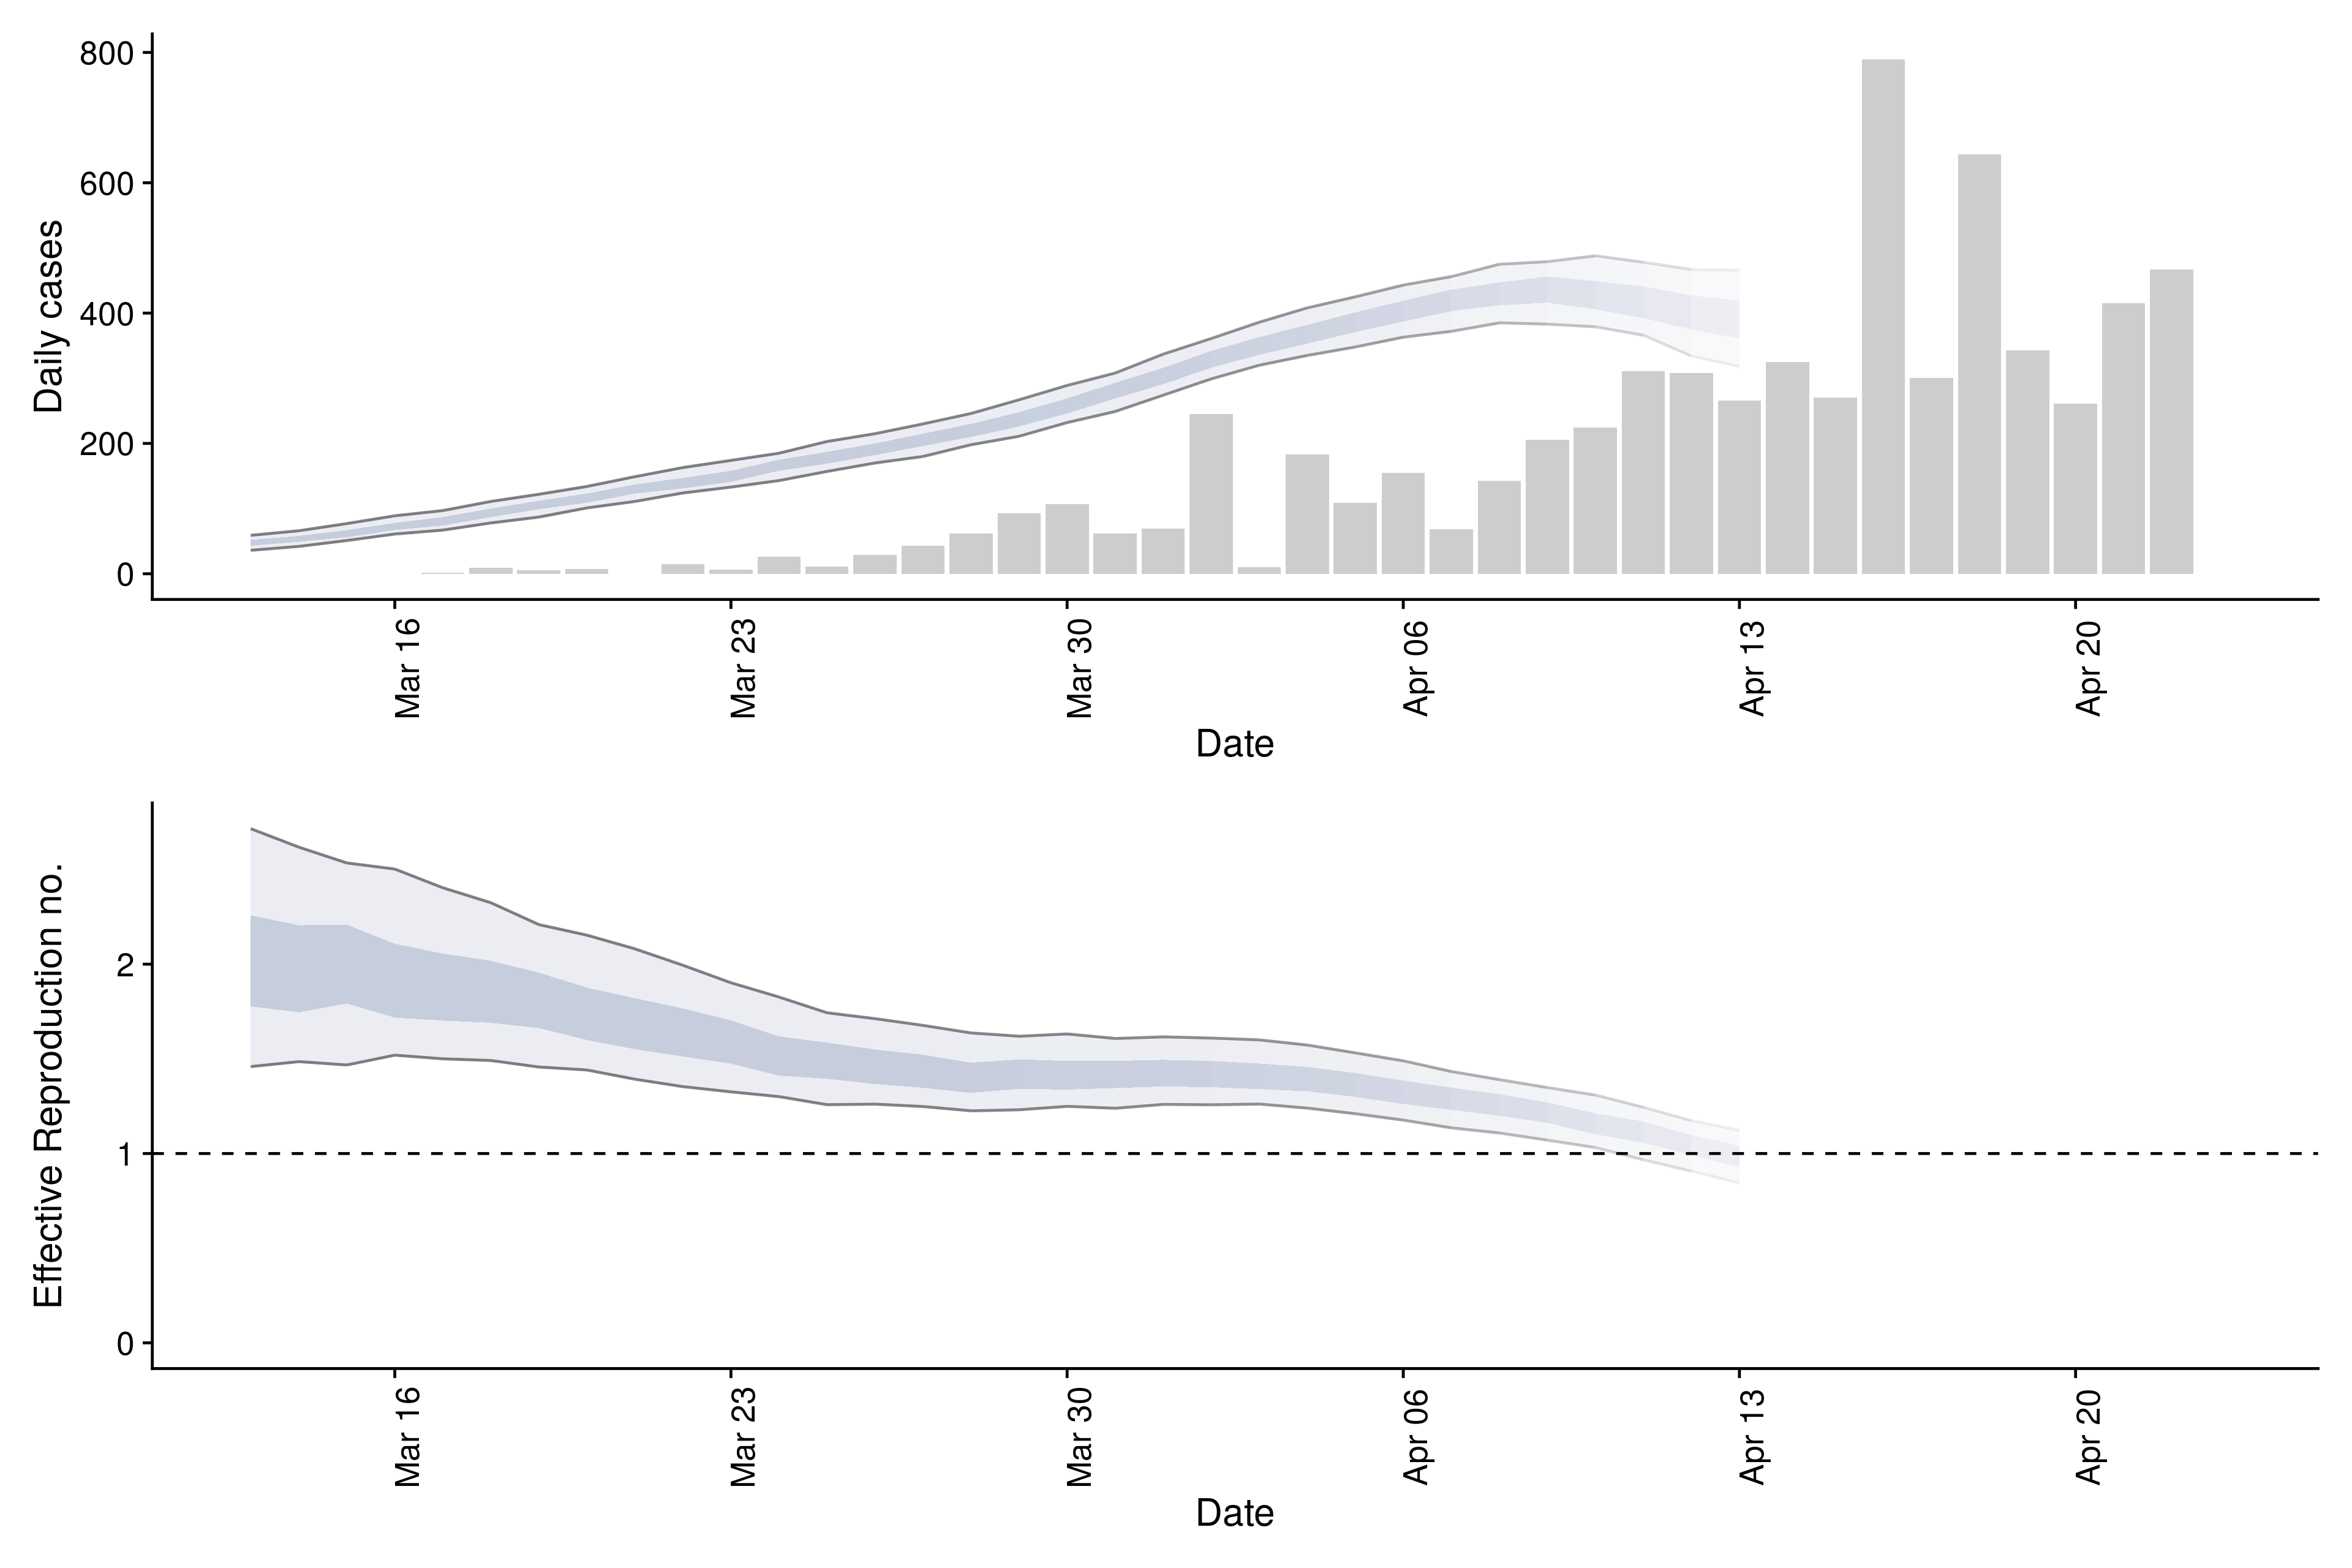 Daily cases
800
600
400
200
0
Mar 16
Mar 23
Mar 30
Apr 06
Apr 13
Apr 20
Date
Effective Reproduction no.
2
1
0
Mar 16
Mar 23
Mar 30
Apr 06
Apr 13
Apr 20
Date